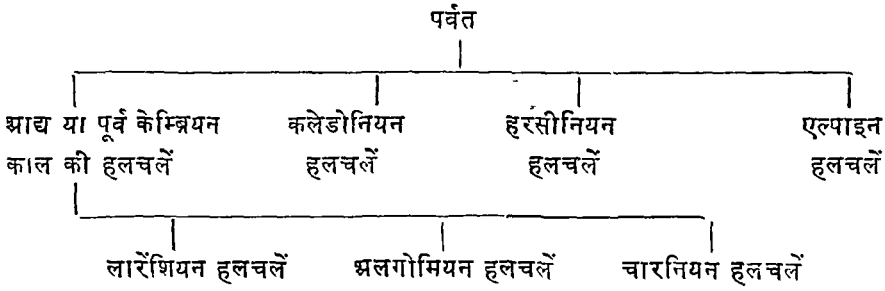 पर्वत
आद्य या पूर्व केम्ब्रियन कलेडोनियन हरसीनियन एल्पाइन
काल की हलचलें हलचलें हलचलें हलचलें
लारेंशियन हलचलें अलगोमियन हलचलें चारनियन हलचलें